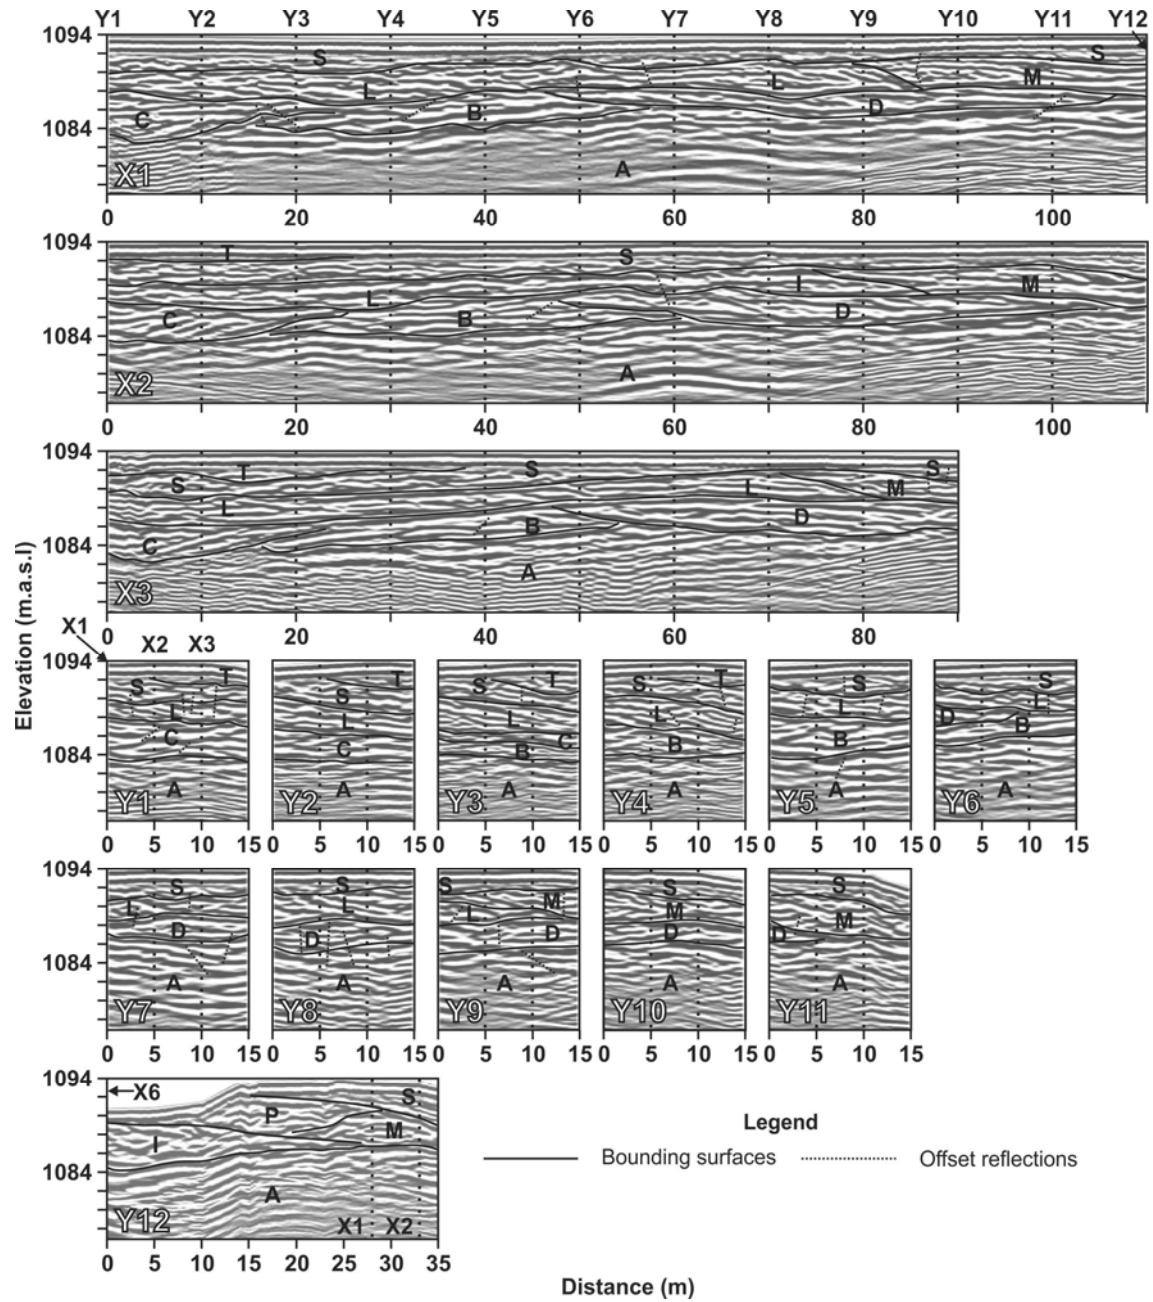 Y1 Y2 Y3 Y4 Y5 Y6 Y7 Y8 Y9 Y10 Y11 Y12
1094
S S
L L M
C B D
1084
A
X1
0 20 40 60 80 100
1094
T S
L I M
C B D
1084
A
X2
0 20 40 60 80 100
1094
T S S
S L M
L B D
C
1084
A
X3
0 20 40 60 80
Elevation (m.a.s.l)
X1 X2 X3
1094
S T S T S T S T S S
L L L L L L
C C B C B B D B
1084
A A A A A A
Y1 Y2 Y3 Y4 Y5 Y6
0 5 10 15 0 5 10 15 0 5 10 15 0 5 10 15 0 5 10 15 0 5 10 15
1094
S S S S S
L L L M M M
D D D D D
1084
A A A A A
Y7 Y8 Y9 Y10 Y11
0 5 10 15 0 5 10 15 0 5 10 15 0 5 10 15 0 5 10 15
1094
X6 S
P M
I
1084
A
Y12 X1 X2
0 5 10 15 20 25 30 35
Legend
Bounding surfaces Offset reflections
Distance (m)